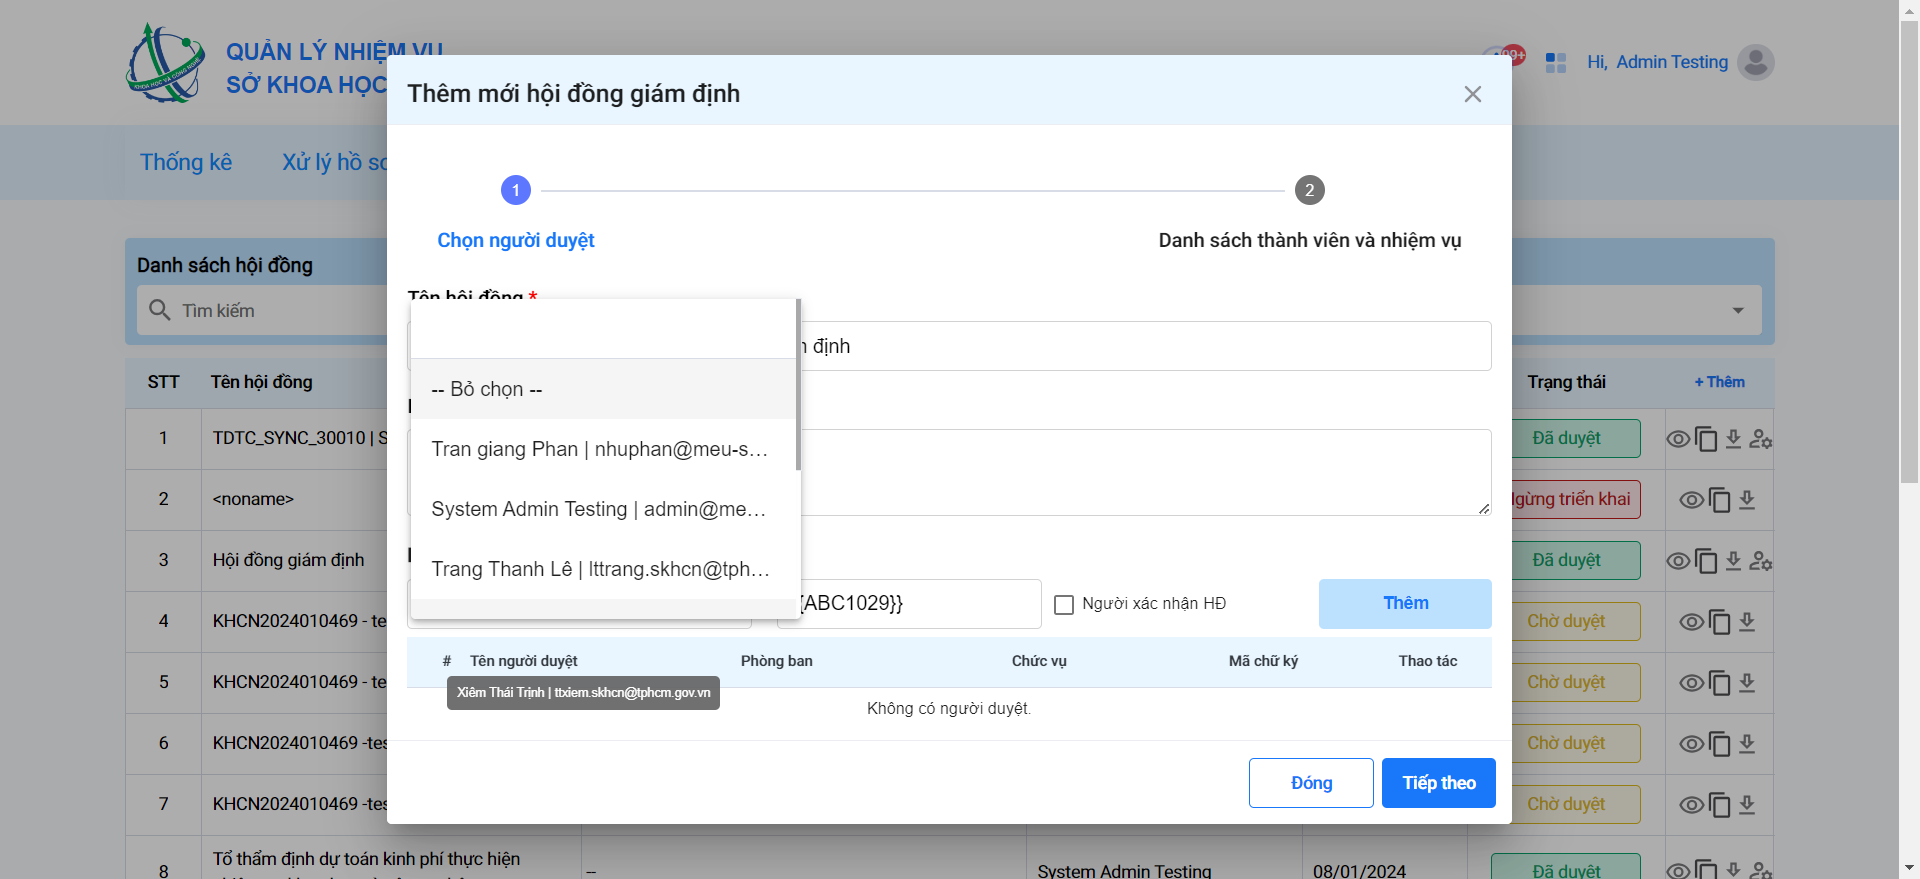 QUẢN LÝ NHIỆM VỤ
SỞ KHOA HỌC
KHOA HỌC VÀ CÔNG NGHỆ
99+
Hi, Admin Testing
Thống kê
Xử lý hồ sơ
Thêm mới hội đồng giám định
1
2
Chọn người duyệt
Danh sách thành viên và nhiệm vụ
Danh sách hội đồng
Tìm kiếm
Tên hội đồng *
định
-- Bỏ chọn --
Tran giang Phan | nhuphan@meu-s...
System Admin Testing | admin@me...
Trang Thanh Lê | lttrang.skhcn@tph...
{ABC1029}}
Người xác nhận HĐ
Thêm
# Tên người duyệt Phòng ban Chức vụ Mã chữ ký Thao tác
Xiêm Thái Trịnh | ttxiem.skhcn@tphcm.gov.vn
Không có người duyệt.
Đóng
Tiếp theo
STT Tên hội đồng Trạng thái + Thêm
1 TDTC_SYNC_30010 | S Đã duyệt
2 <noname> Ngừng triển khai
3 Hội đồng giám định Đã duyệt
4 KHCN2024010469 - te Chờ duyệt
5 KHCN2024010469 - te Chờ duyệt
6 KHCN2024010469 -tes Chờ duyệt
7 KHCN2024010469 -tes Chờ duyệt
8 Tổ thẩm định dự toán kinh phí thực hiện -- System Admin Testing 08/01/2024 Đã duyệt